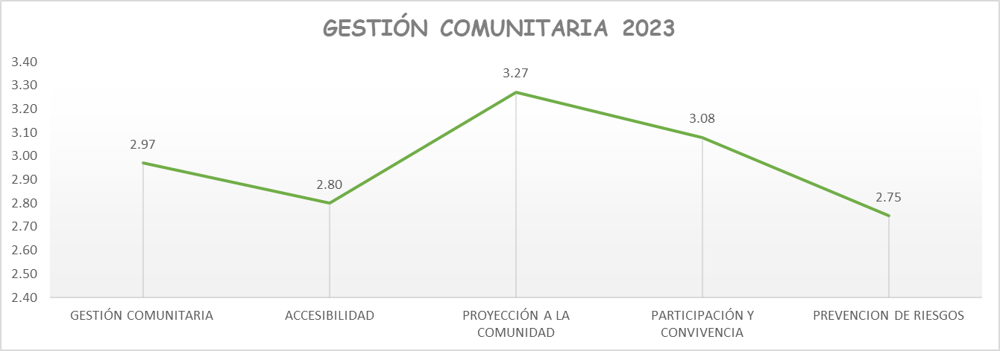 GESTIÓN COMUNITARIA 2023
3.40
3.30
3.20
3.10
3.00
2.90
2.80
2.70
2.60
2.50
2.40
2.97
2.80
3.27
3.08
2.75
GESTIÓN COMUNITARIA
ACCESIBILIDAD
PROYECCIÓN A LA
COMUNIDAD
PARTICIPACIÓN Y
CONVIVENCIA
PREVENCION DE RIESGOS